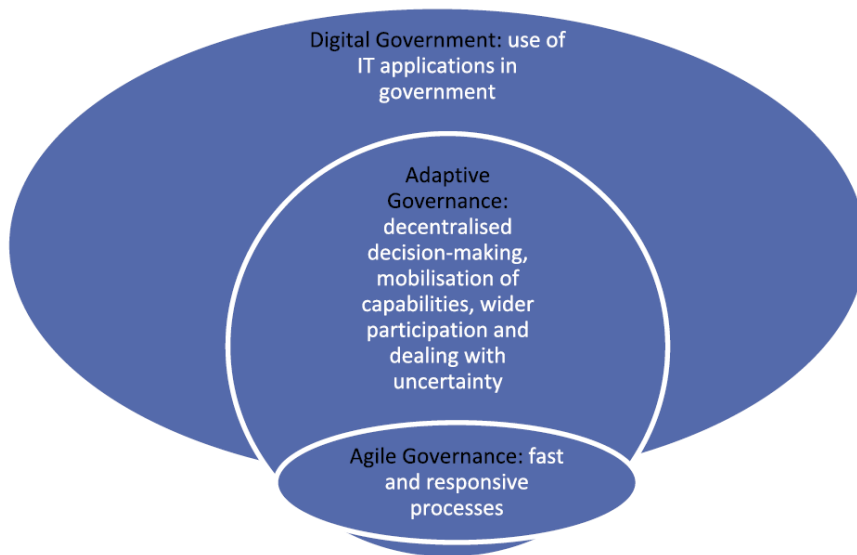 Digital Government: use of
IT applications in
government
Adaptive
Governance:
decentralised
decision-making,
mobilisation of
capabilities, wider
participation and
dealing with
uncertainty
Agile Governance: fast
and responsive
processes